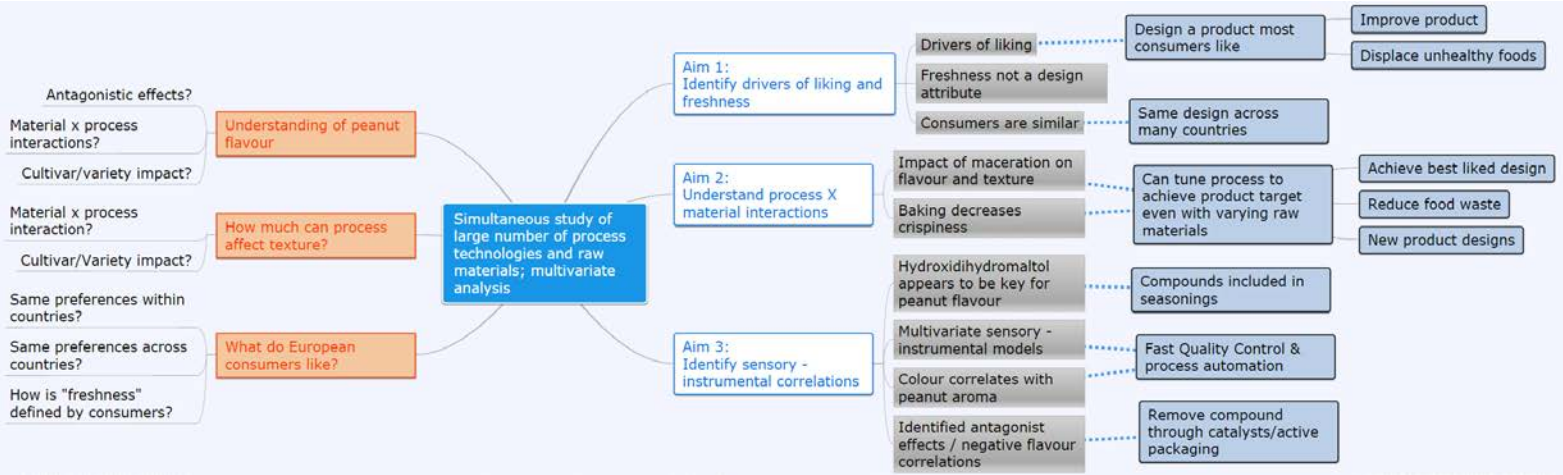 Antagonistic effects?
Material x process
interactions?
Cultivar/variety impact?
Understanding of peanut
flavour
Material x process
interaction?
Cultivar/Variety impact?
How much can process
affect texture?
Same preferences within
countries?
Same preferences across
countries?
How is "freshness"
defined by consumers?
What do European
consumers like?
Simultaneous study of
large number of process
technologies and raw
materials; multivariate
analysis
Aim 1:
Identify drivers of liking and
freshness
Drivers of liking
Freshness not a design
attribute
Consumers are similar
Design a product most
consumers like
Improve product
Displace unhealthy foods
Same design across
many countries
Aim 2:
Understand process X
material interactions
Impact of maceration on
flavour and texture
Baking decreases
crispiness
Can tune process to
achieve product target
even with varying raw
materials
Achieve best liked design
Reduce food waste
New product designs
Aim 3:
Identify sensory -
instrumental correlations
Hydroxidihydromaltol
appears to be key for
peanut flavour
Multivariate sensory -
instrumental models
Colour correlates with
peanut aroma
Identified antagonist
effects / negative flavour
correlations
Compounds included in
seasonings
Fast Quality Control &
process automation
Remove compound
through catalysts/active
packaging